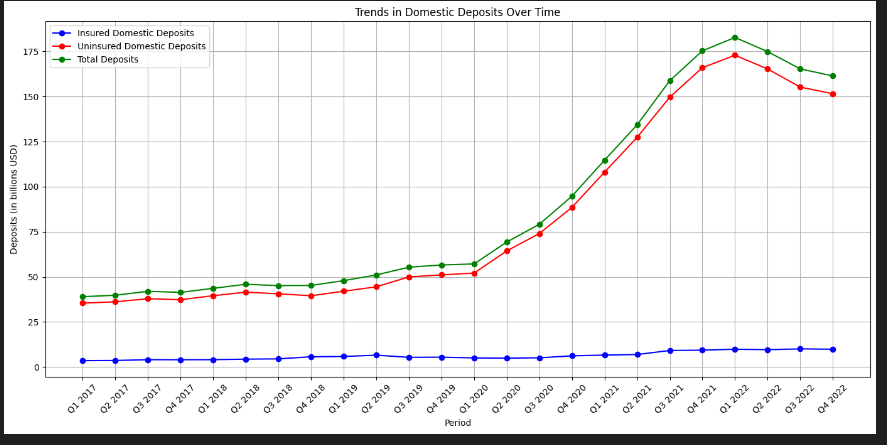 Trends in Domestic Deposits Over Time
Insured Domestic Deposits
Uninsured Domestic Deposits
Total Deposits
Deposits (in billions USD)
175
150
125
100
75
50
25
0
Q1 2017
Q2 2017
Q3 2017
Q4 2017
Q1 2018
Q2 2018
Q3 2018
Q4 2018
Q1 2019
Q2 2019
Q3 2019
Q4 2019
Q1 2020
Q2 2020
Q3 2020
Q4 2020
Q1 2021
Q2 2021
Q3 2021
Q4 2021
Q1 2022
Q2 2022
Q3 2022
Q4 2022
Period